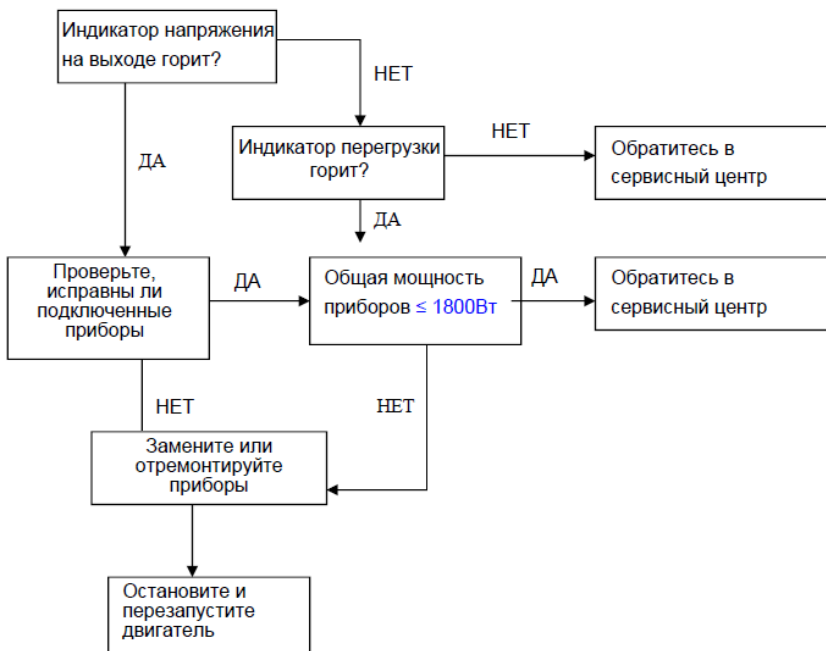 Индикатор напряжения
на выходе горит?
НЕТ
ДА
Индикатор перегрузки
горит?
НЕТ
Обратитесь в
сервисный центр
ДА
Проверьте,
исправны ли
подключенные
приборы
ДА
Общая мощность
приборов ≤ 1800Вт
ДА
Обратитесь в
сервисный центр
НЕТ
НЕТ
Замените или
отремонтируйте
приборы
Остановите и
перезапустите
двигатель